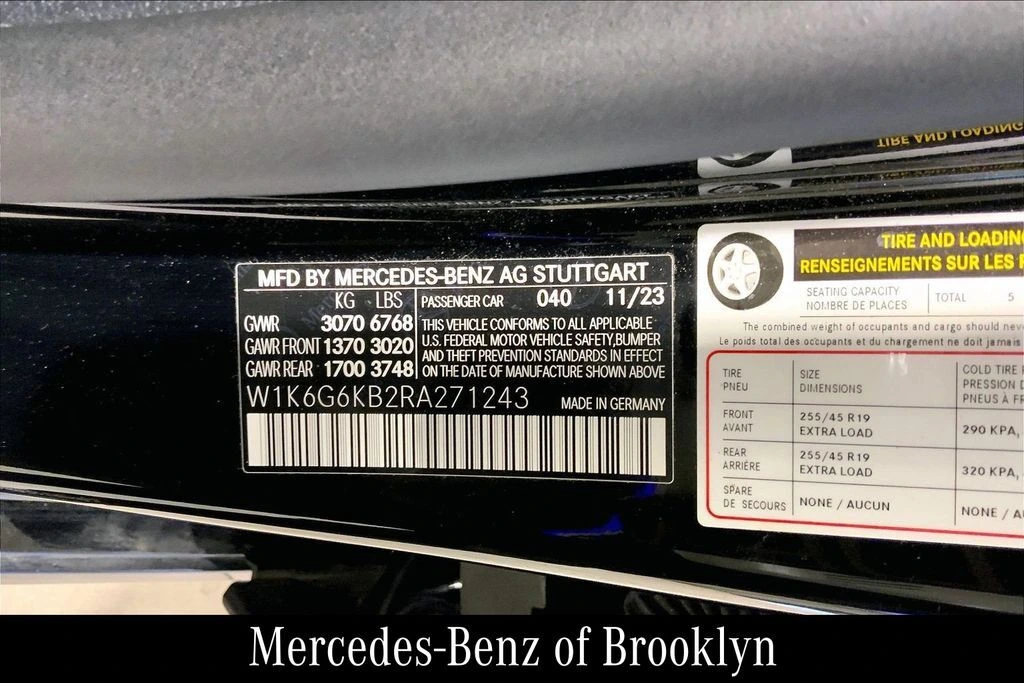 TIRE AND LOADING
MFD BY MERCEDES-BENZ AG STUTTGART
KG LBS
GVWR 3070 6768
GAWR FRONT 1370 3020
GAWR REAR 1700 3748
PASSENGER CAR 040 11/23
THIS VEHICLE CONFORMS TO ALL APPLICABLE
U.S. FEDERAL MOTOR VEHICLE SAFETY,BUMPER
AND THEFT PREVENTION STANDARDS IN EFFECT
ON THE DATE OF MANUFACTURE SHOWN ABOVE
W1K6G6KB2RA271243 MADE IN GERMANY
TIRE AND LOADIN
RENSEIGNEMENTS SUR LES
SEATING CAPACITY
NOMBRE DE PLACES
TOTAL 5
The combined weight of occupants and cargo should neve
Le poids total des occupants et du chargement ne doit jamais
TIRE SIZE COLD TIRE
PNEU DIMENSIONS PRESSION D
PNEUS À FR
FRONT 255/45 R19
AVANT EXTRA LOAD 290 KPA,
REAR 255/45 R19
ARRIÈRE EXTRA LOAD 320 KPA,
SPARE
DE SECOURS NONE / AUCUN NONE / A
Mercedes-Benz of Brooklyn